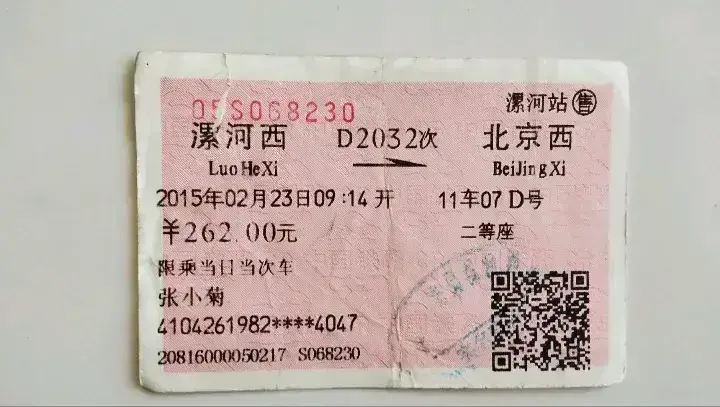 05S068230
漯河站 售
漯河西 D2032次 北京西
LuoHeXi BeiJingXi
2015年02月23日09:14开 11车07D号
¥262.00元 二等座
限乘当日当次车
张小菊
4104261982****4047
20816000050217 S068230